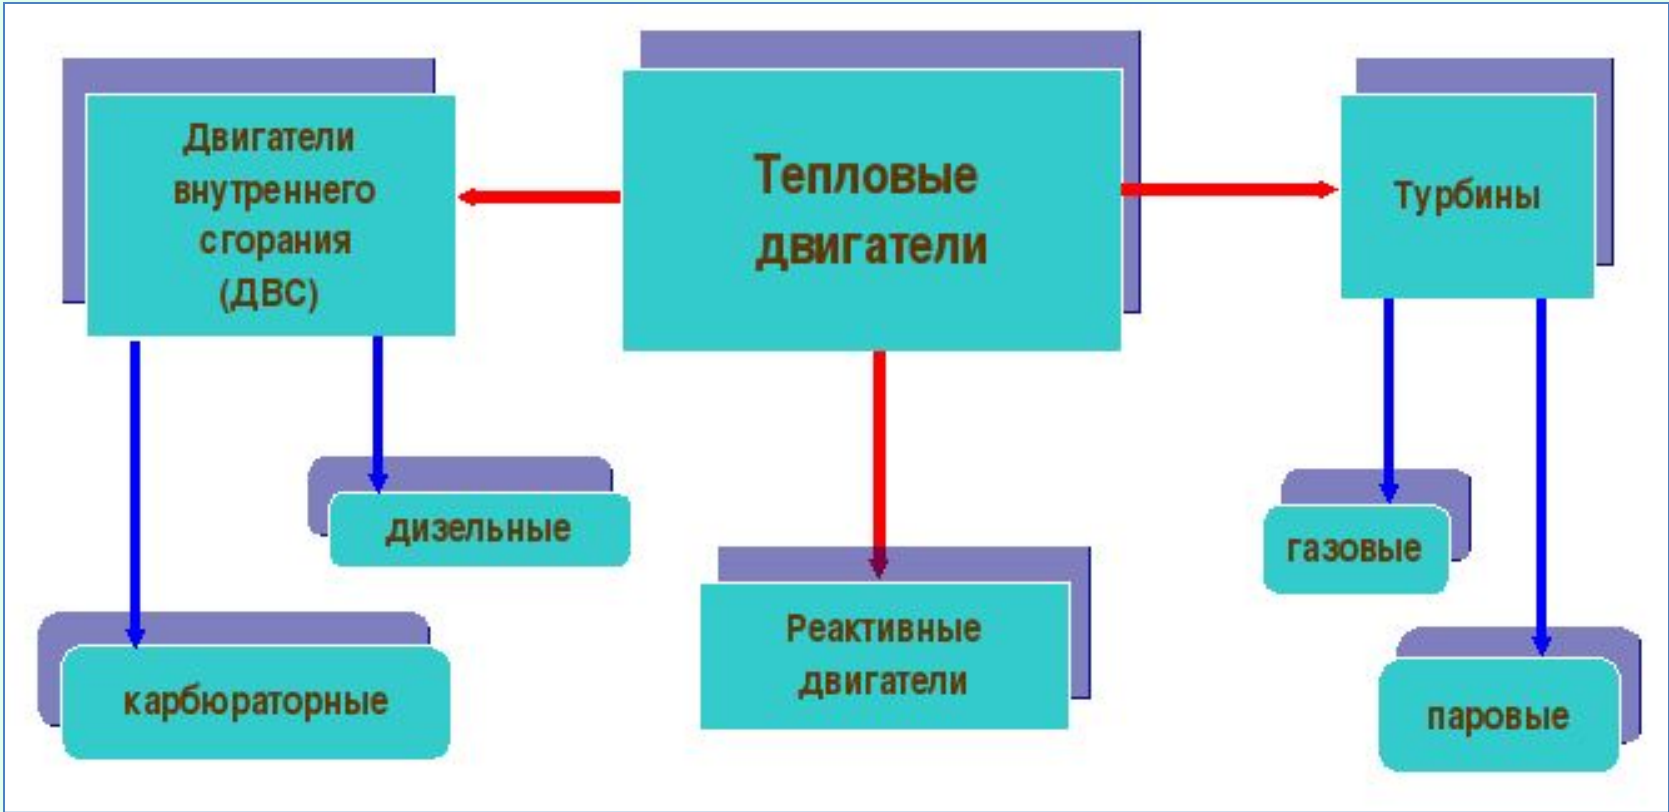 Двигатели
внутреннего
сгорания
(ДВС)
Тепловые
двигатели
Турбины
дизельные
газовые
Реактивные
двигатели
карбюраторные
паровые